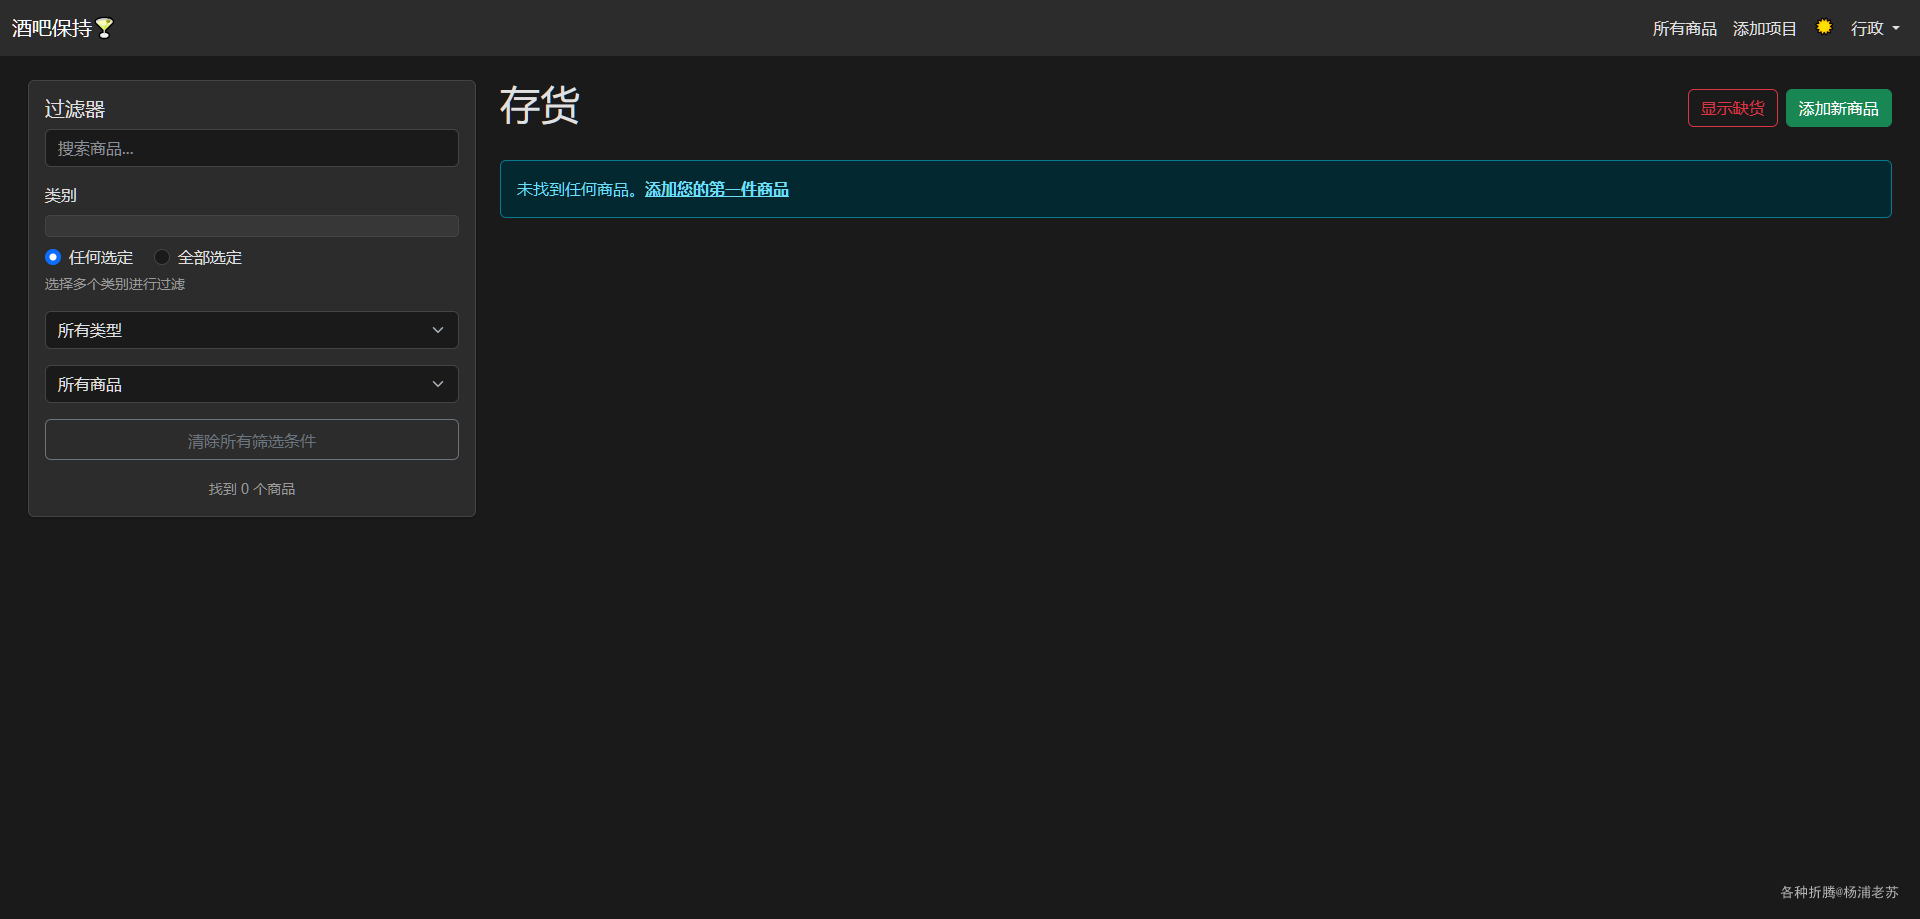 酒吧保持🍸
所有商品 添加项目 行政
过滤器
搜索商品...
类别
任何选定 全部选定
选择多个类别进行过滤
所有类型
所有商品
清除所有筛选条件
找到 0 个商品
存货
显示缺货 添加新商品
未找到任何商品。添加您的第一件商品
各种折腾@杨浦老苏